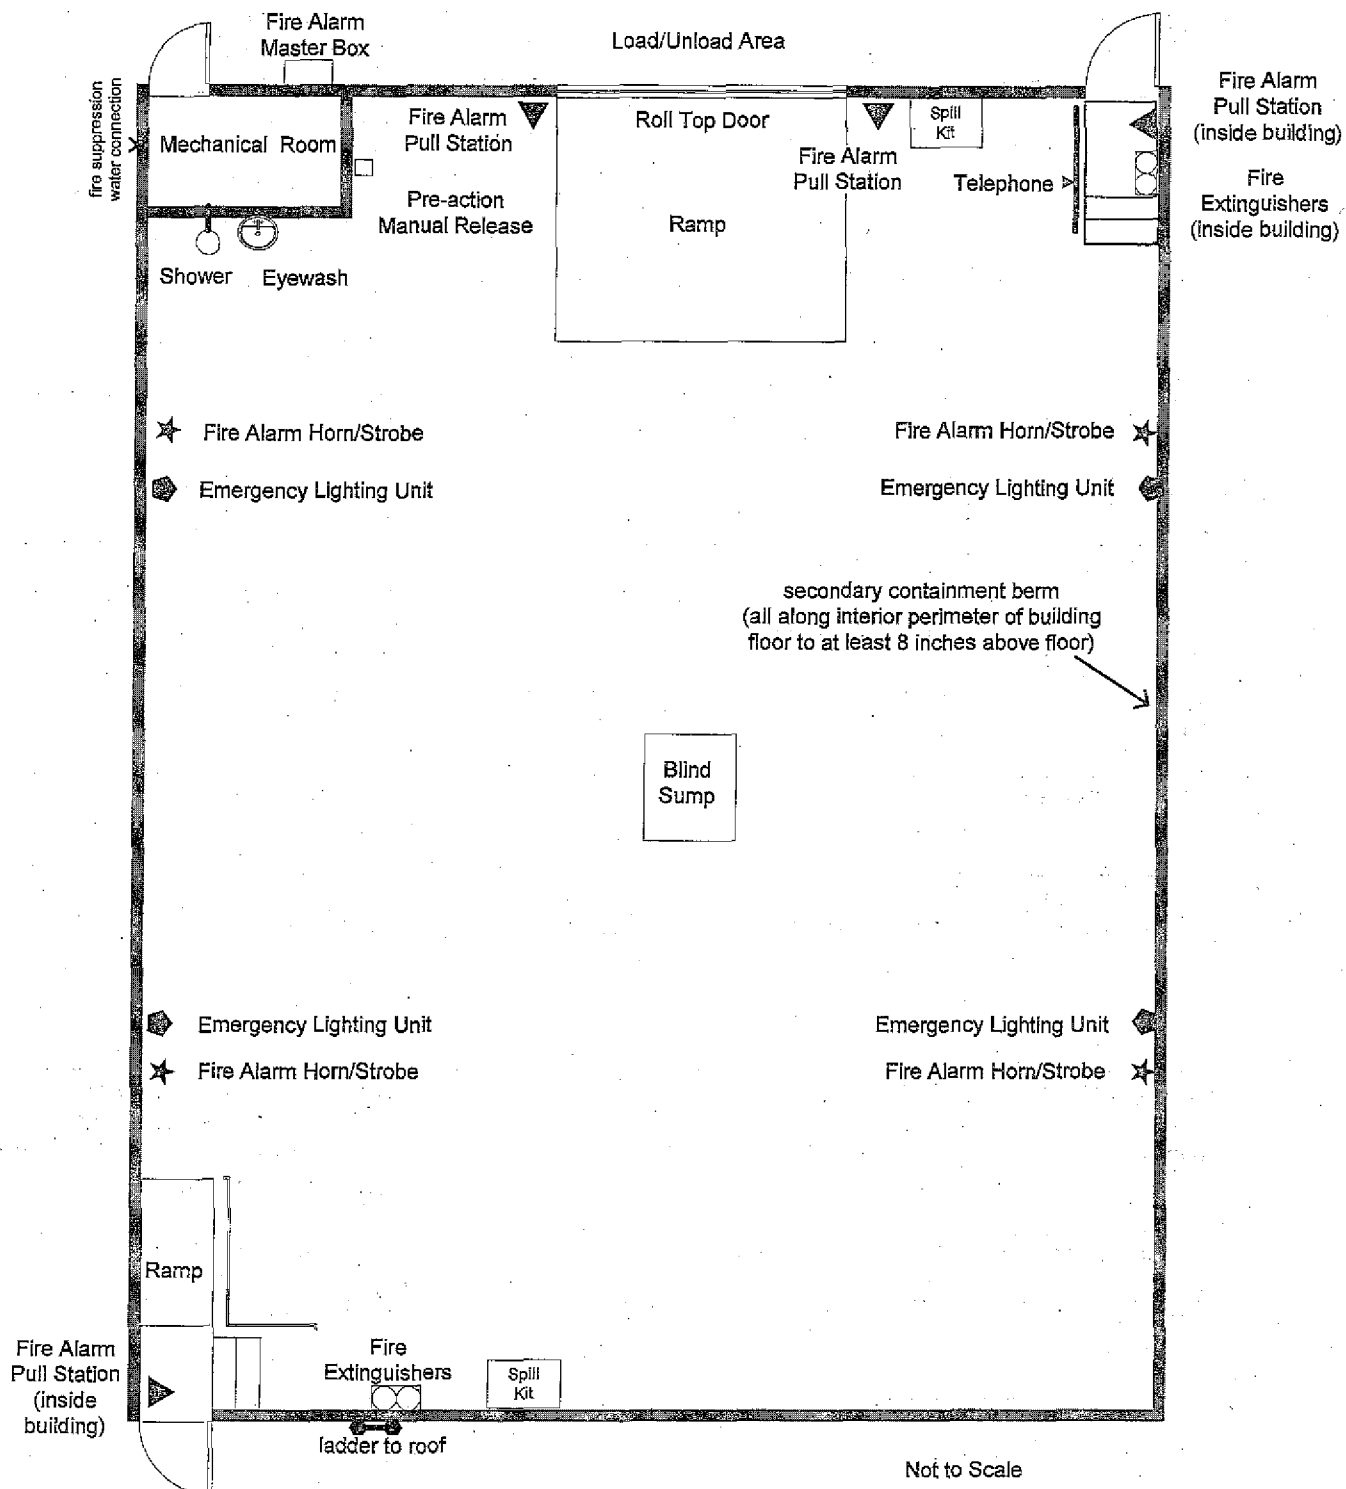 Fire Alarm
Master Box
Load/Unload Area
fire suppression
water connection
Mechanical Room
Fire Alarm
Pull Station
Roll Top Door
Fire Alarm
Pull Station
Spill
Kit
Fire Alarm
Pull Station
(inside building)
Pre-action
Manual Release
Ramp
Telephone
Fire
Extinguishers
(inside building)
Shower
Eyewash
Fire Alarm Horn/Strobe
Fire Alarm Horn/Strobe
Emergency Lighting Unit
Emergency Lighting Unit
secondary containment berm
(all along interior perimeter of building
floor to at least 8 inches above floor)
Blind
Sump
Emergency Lighting Unit
Emergency Lighting Unit
Fire Alarm Horn/Strobe
Fire Alarm Horn/Strobe
Ramp
Fire Alarm
Pull Station
(inside
building)
Fire
Extinguishers
Spill
Kit
ladder to roof
Not to Scale